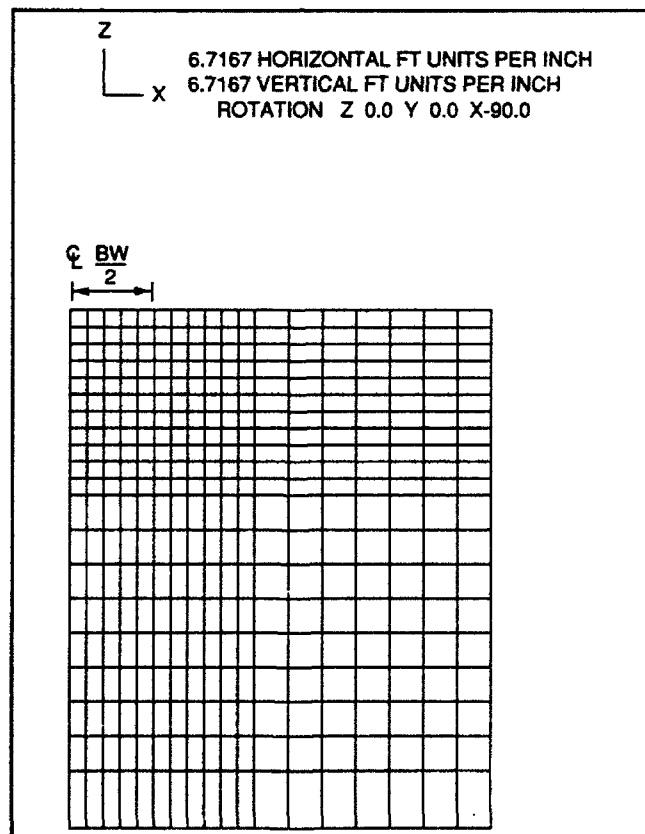 Z
6.7167 HORIZONTAL FT UNITS PER INCH
X 6.7167 VERTICAL FT UNITS PER INCH
ROTATION Z 0.0 Y 0.0 X-90.0
℄ BW
2